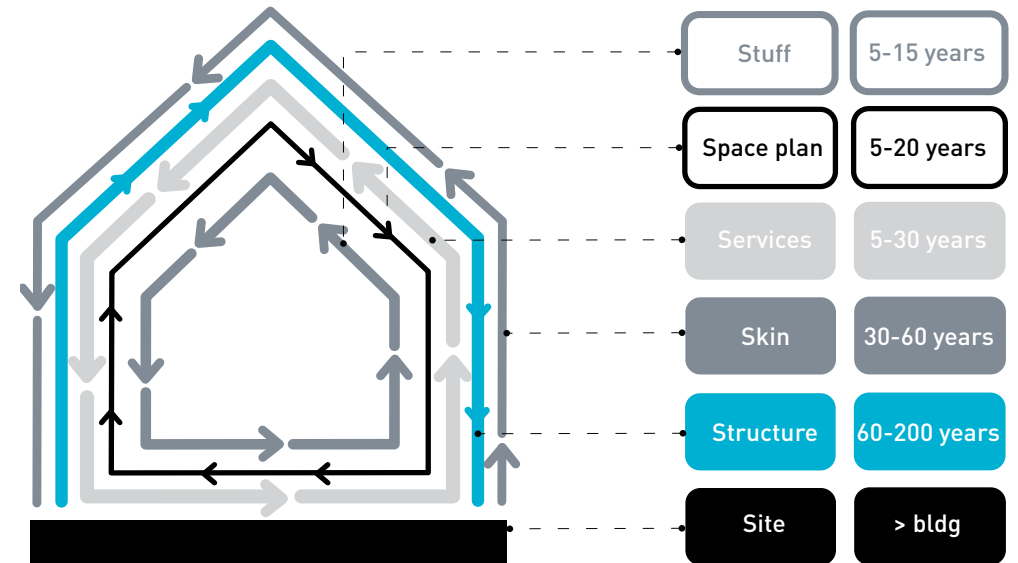 Stuff 5-15 years
Space plan 5-20 years
Services 5-30 years
Skin 30-60 years
Structure 60-200 years
Site > bldg